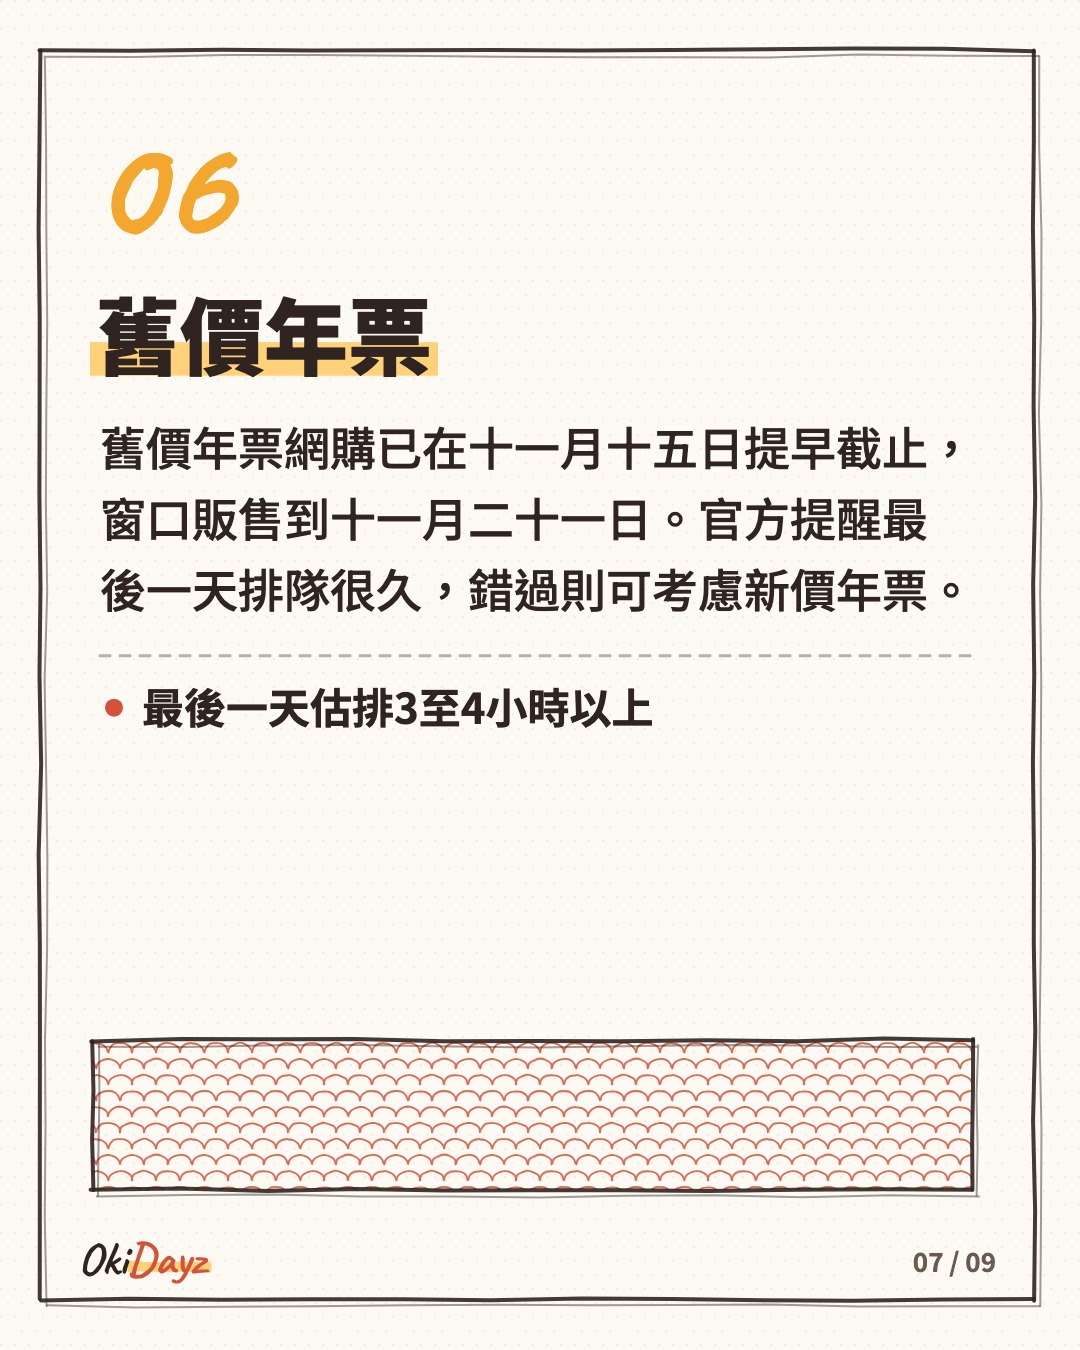 06
舊價年票
舊價年票網購已在十一月十五日提早截止，
窗口販售到十一月二十一日。官方提醒最
後一天排隊很久，錯過則可考慮新價年票。
最後一天估排3至4小時以上
OkiDayz
07 / 09